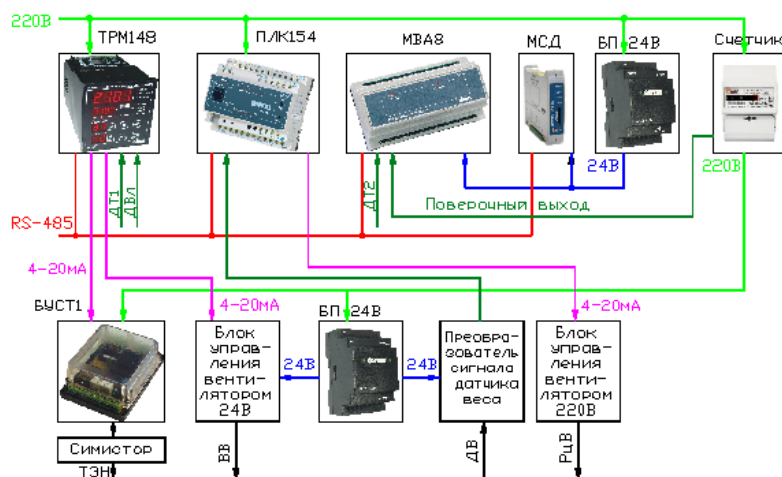 220В
ТРМ148
ПЛК154
МВА8
МСД
БП 24В
Счетчик
24В
220В
ДТ1
ДВл
ДТ2
Поверочный выход
RS-485
4-20мА
БУСТ1
4-20мА
БП 24В
4-20мА
Блок
управ-
ления
венти-
лятором
24В
24В
24В
Преобра-
зователь
сигнала
датчика
веса
Блок
управ-
ления
венти-
лятором
220В
Симистор
ТЭН
ВВ
ДВ
РцВ